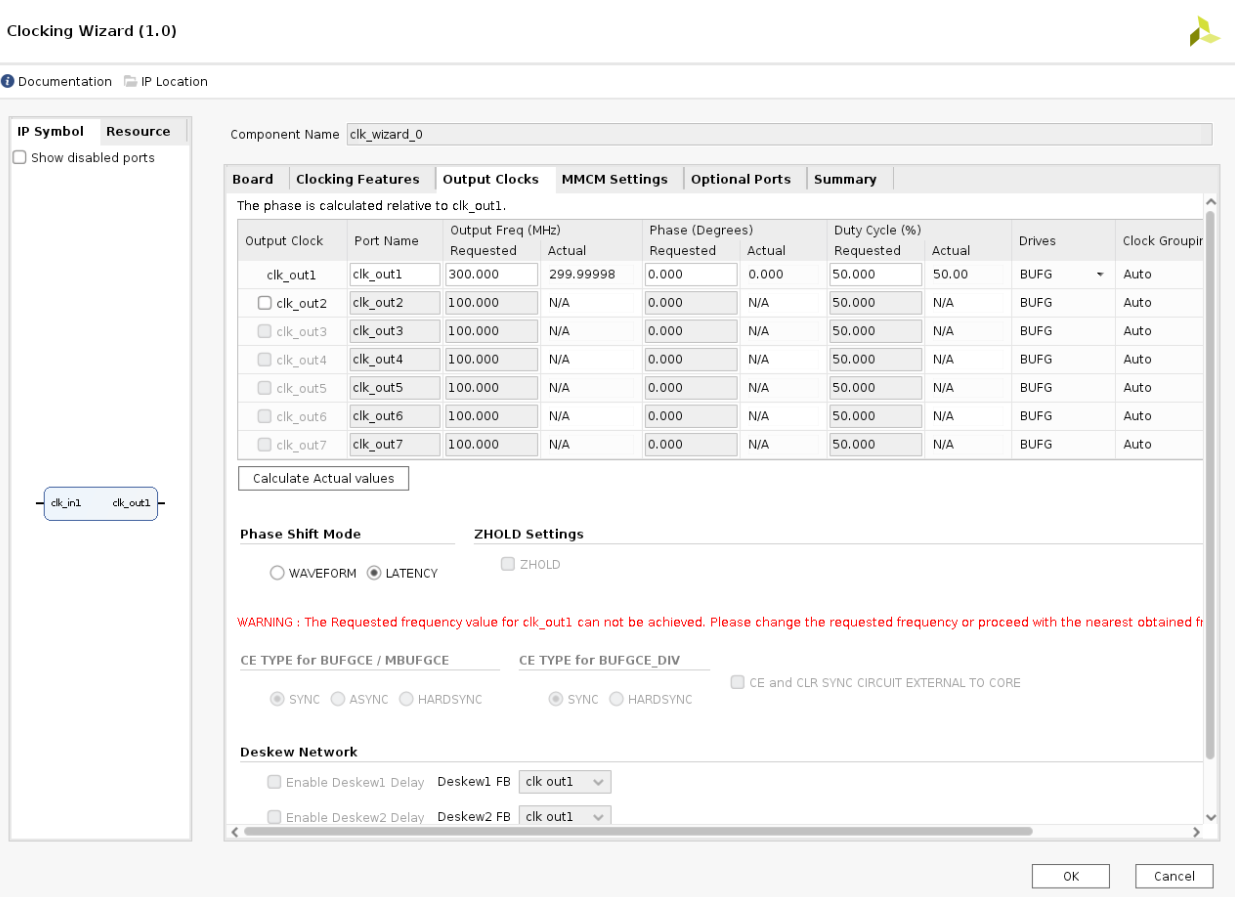 Clocking Wizard (1.0)
Documentation IP Location
IP Symbol Resource
Show disabled ports
clk_in1 clk_out1
Component Name clk_wizard_0
Board Clocking Features Output Clocks MMCM Settings Optional Ports Summary
The phase is calculated relative to clk_out1.
Output Clock Port Name Output Freq (MHz) Phase (Degrees) Duty Cycle (%) Drives Clock Groupin
Requested Actual Requested Actual Requested Actual
clk_out1 clk_out1 300.000 299.99998 0.000 0.000 50.000 50.00 BUFG Auto
clk_out2 clk_out2 100.000 N/A 0.000 N/A 50.000 N/A BUFG Auto
clk_out3 clk_out3 100.000 N/A 0.000 N/A 50.000 N/A BUFG Auto
clk_out4 clk_out4 100.000 N/A 0.000 N/A 50.000 N/A BUFG Auto
clk_out5 clk_out5 100.000 N/A 0.000 N/A 50.000 N/A BUFG Auto
clk_out6 clk_out6 100.000 N/A 0.000 N/A 50.000 N/A BUFG Auto
clk_out7 clk_out7 100.000 N/A 0.000 N/A 50.000 N/A BUFG Auto
Calculate Actual values
Phase Shift Mode ZHOLD Settings
WAVEFORM LATENCY ZHOLD
WARNING : The Requested frequency value for clk_out1 can not be achieved. Please change the requested frequency or proceed with the nearest obtained fr
CE TYPE for BUFGCE / MBUFGCE CE TYPE for BUFGCE_DIV
CE and CLR SYNC CIRCUIT EXTERNAL TO CORE
SYNC ASYNC HARDSYNC SYNC HARDSYNC
Deskew Network
Enable Deskew1 Delay Deskew1 FB clk out1
Enable Deskew2 Delay Deskew2 FB clk out1
OK Cancel